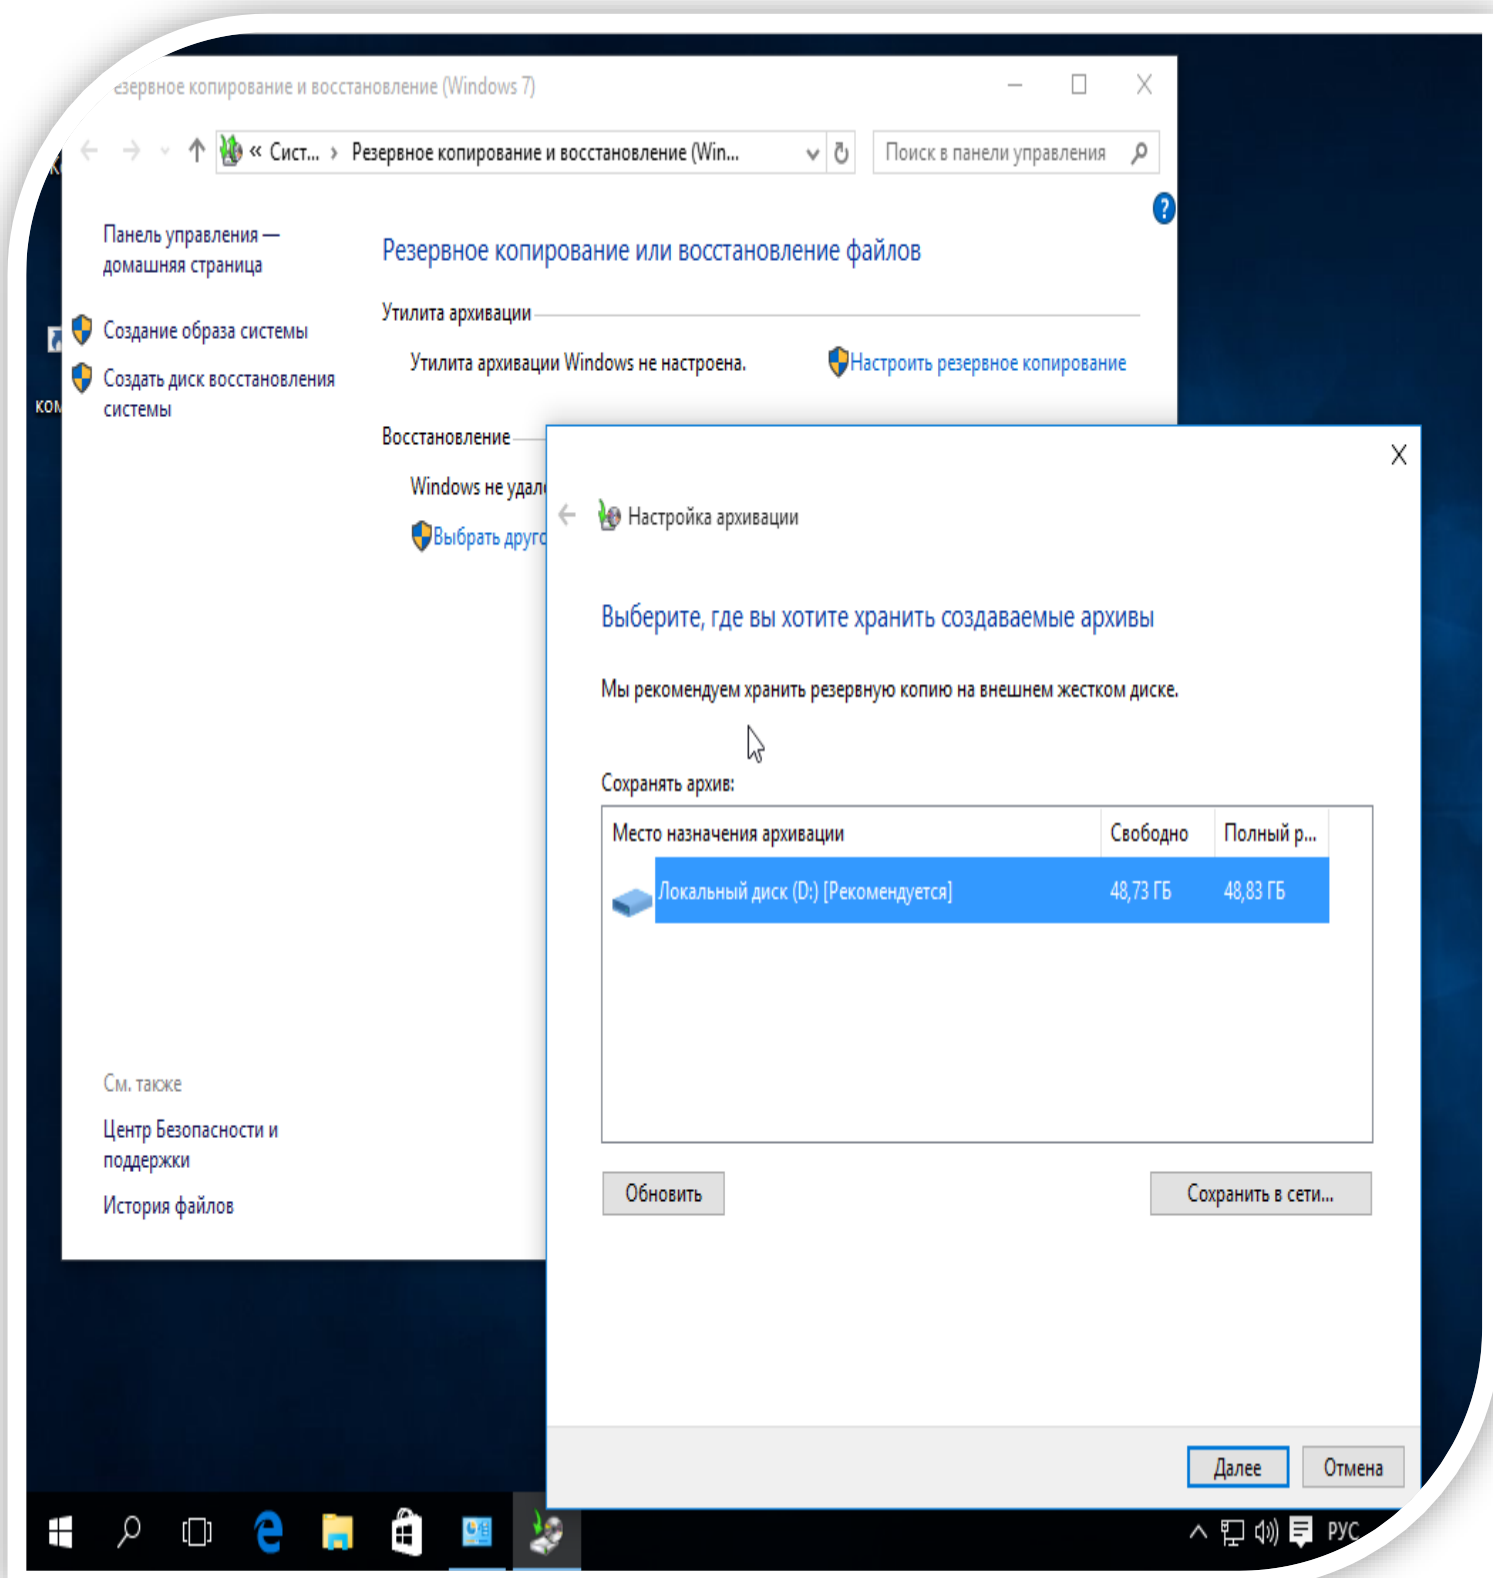 езервное копирование и восстановление (Windows 7)
« Сист... › Резервное копирование и восстановление (Win...
Поиск в панели управления
Панель управления —
домашняя страница
Создание образа системы
Создать диск восстановления
системы
Резервное копирование или восстановление файлов
Утилита архивации
Утилита архивации Windows не настроена.
Настроить резервное копирование
Восстановление
Windows не удал
Выбрать друго
См. также
Центр Безопасности и
поддержки
История файлов
ком
Настройка архивации
Выберите, где вы хотите хранить создаваемые архивы
Мы рекомендуем хранить резервную копию на внешнем жестком диске.
Сохранять архив:
Место назначения архивации Свободно Полный р...
Локальный диск (D:) [Рекомендуется] 48,73 ГБ 48,83 ГБ
Обновить
Сохранить в сети...
Далее
Отмена
РУС